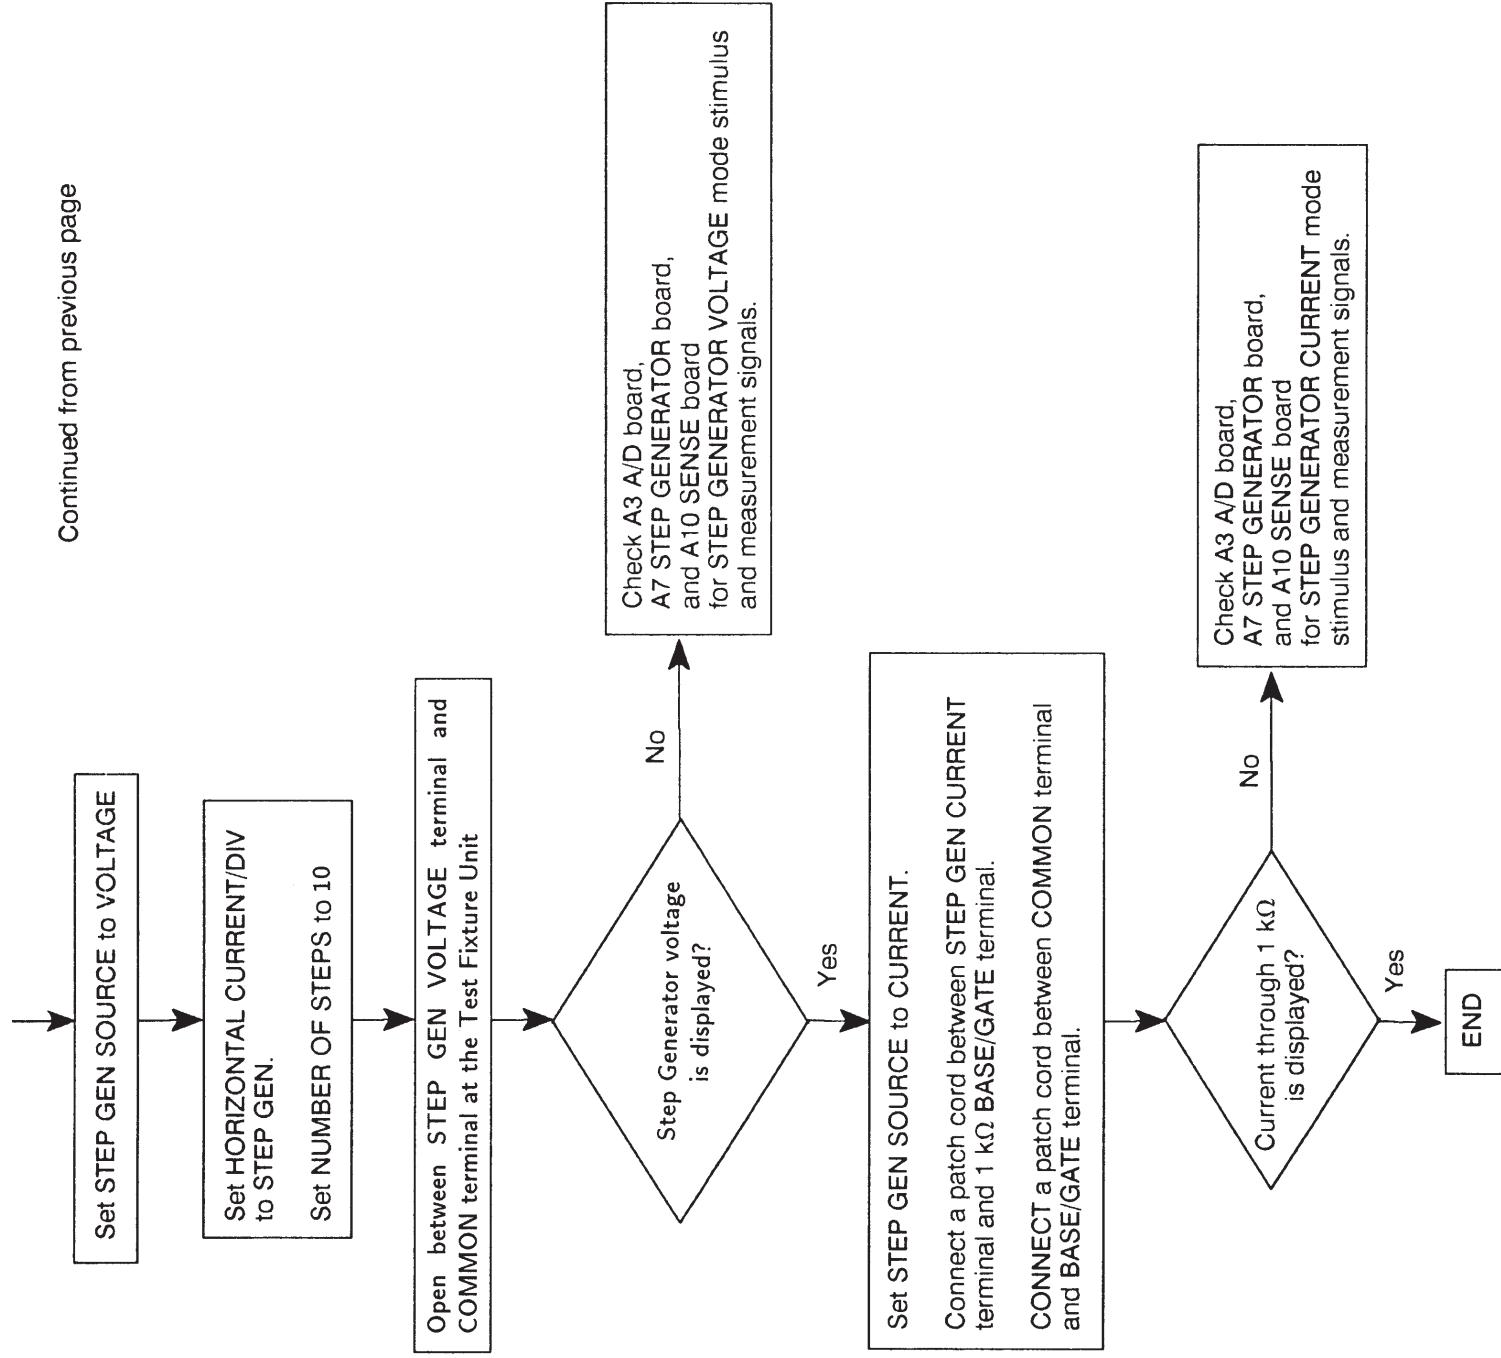 Continued from previous page
Set STEP GEN SOURCE to VOLTAGE
Set HORIZONTAL CURRENT/DIV
to STEP GEN.
Set NUMBER OF STEPS to 10
Open between STEP GEN VOLTAGE terminal and
COMMON terminal at the Test Fixture Unit
Step Generator voltage
is displayed?
No
Check A3 A/D board,
A7 STEP GENERATOR board,
and A10 SENSE board
for STEP GENERATOR VOLTAGE mode stimulus
and measurement signals.
Yes
Set STEP GEN SOURCE to CURRENT.
Connect a patch cord between STEP GEN CURRENT
terminal and 1 kΩ BASE/GATE terminal.
CONNECT a patch cord between COMMON terminal
and BASE/GATE terminal.
Current through 1 kΩ
is displayed?
No
Check A3 A/D board,
A7 STEP GENERATOR board,
and A10 SENSE board
for STEP GENERATOR CURRENT mode
stimulus and measurement signals.
Yes
END